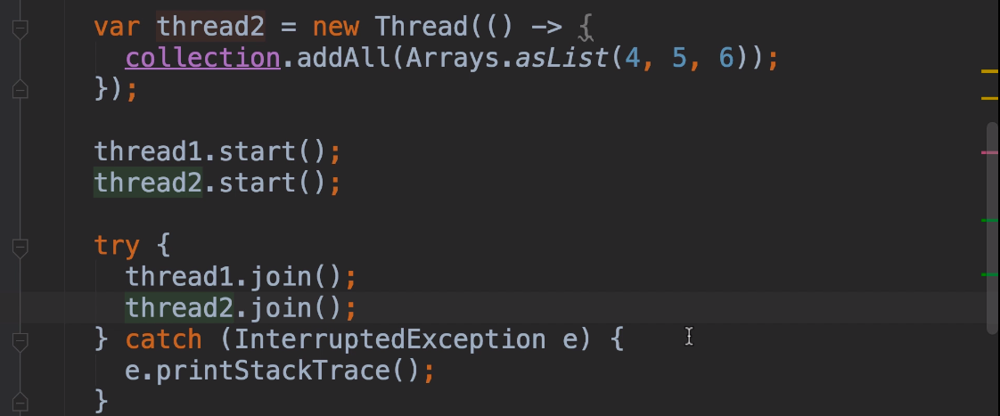 var thread2 = new Thread(() -> {
collection.addAll(Arrays.asList(4, 5, 6));
});
thread1.start();
thread2.start();
try {
thread1.join();
thread2.join();
} catch (InterruptedException e) {
e.printStackTrace();
}